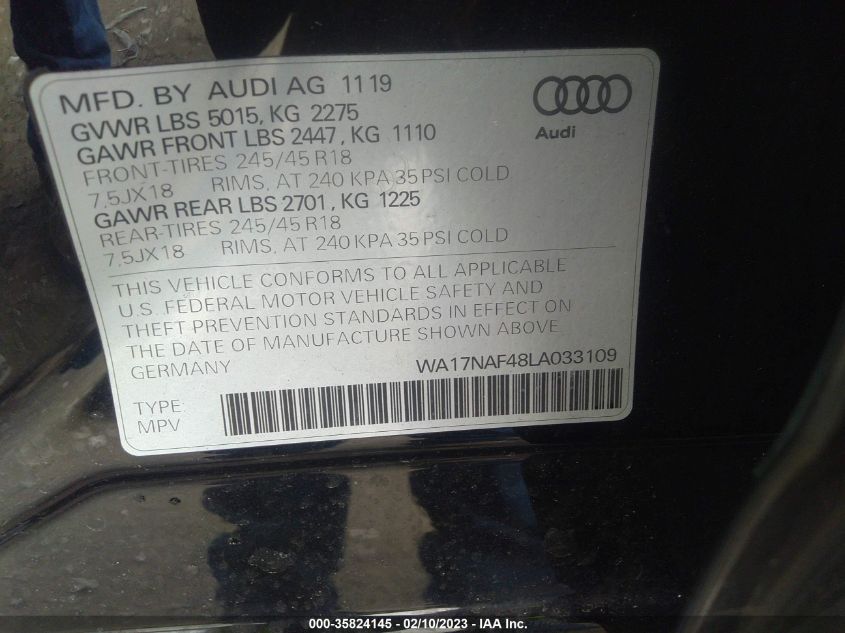 MFD. BY AUDI AG 11 19
GVWR LBS 5015, KG 2275
GAWR FRONT LBS 2447, KG 1110
FRONT-TIRES 245/45 R18
7,5JX18 RIMS, AT 240 KPA 35 PSI COLD
GAWR REAR LBS 2701, KG 1225
REAR-TIRES 245/45 R18
7,5JX18 RIMS, AT 240 KPA 35 PSI COLD
Audi
THIS VEHICLE CONFORMS TO ALL APPLICABLE
U.S. FEDERAL MOTOR VEHICLE SAFETY AND
THEFT PREVENTION STANDARDS IN EFFECT ON
THE DATE OF MANUFACTURE SHOWN ABOVE.
GERMANY WA17NAF48LA033109
TYPE:
MPV
000-35824145 - 02/10/2023 - IAA Inc.